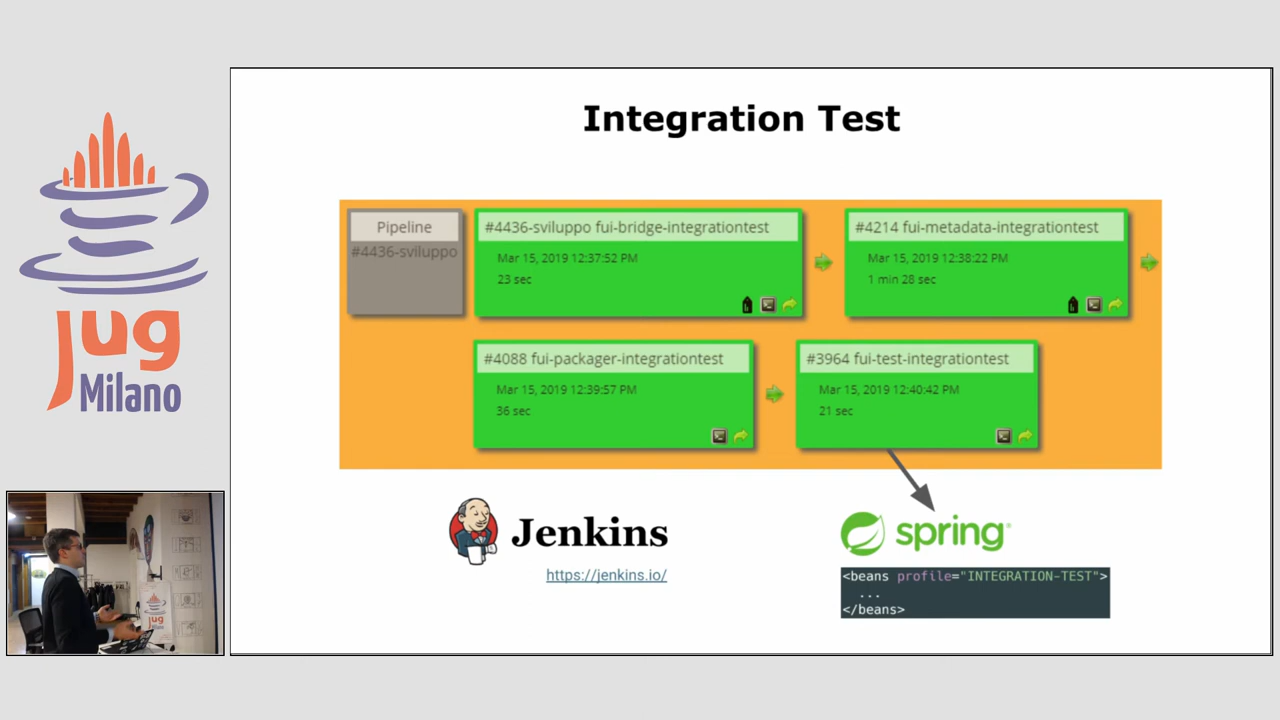 Integration Test
Pipeline
#4436-sviluppo
#4436-sviluppo fui-bridge-integrationtest
Mar 15, 2019 12:37:52 PM
23 sec
#4214 fui-metadata-integrationtest
Mar 15, 2019 12:38:22 PM
1 min 28 sec
#4088 fui-packager-integrationtest
Mar 15, 2019 12:39:57 PM
36 sec
#3964 fui-test-integrationtest
Mar 15, 2019 12:40:42 PM
21 sec
Jenkins
https://jenkins.io/
spring
<beans profile="INTEGRATION-TEST">
...
</beans>
jug
Milano
jug
Milano